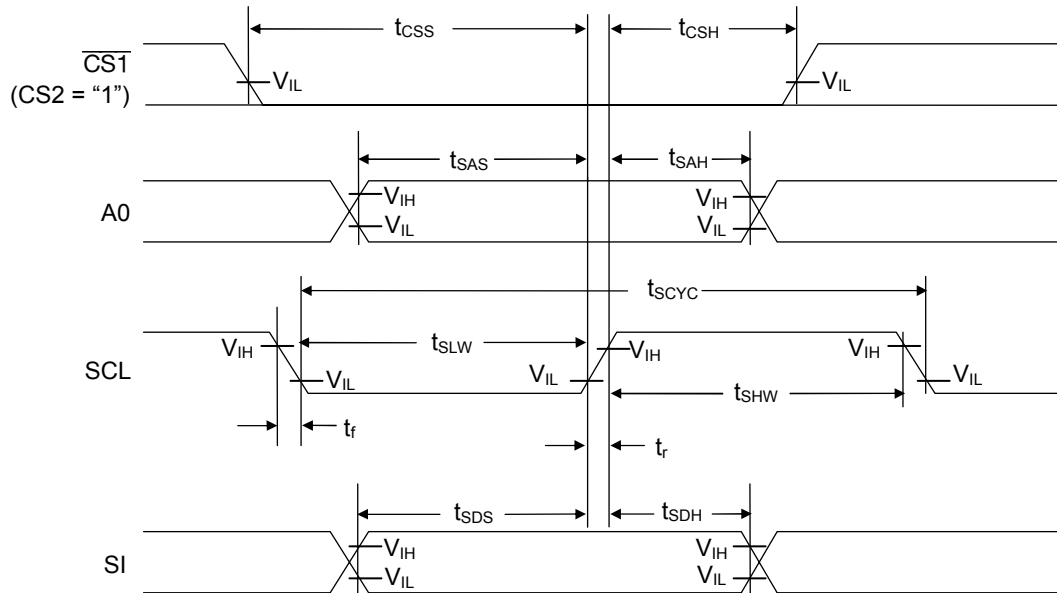 tCSS
tCSH
CS1
(CS2 = “1”)
VIL
VIL
tSAS
tSAH
A0
VIH
VIH
VIL
VIL
tSCYC
SCL
VIH
tSLW
VIH
VIH
VIL
VIL
VIL
tSHW
tf
tr
tSDS
tSDH
SI
VIH
VIH
VIL
VIL